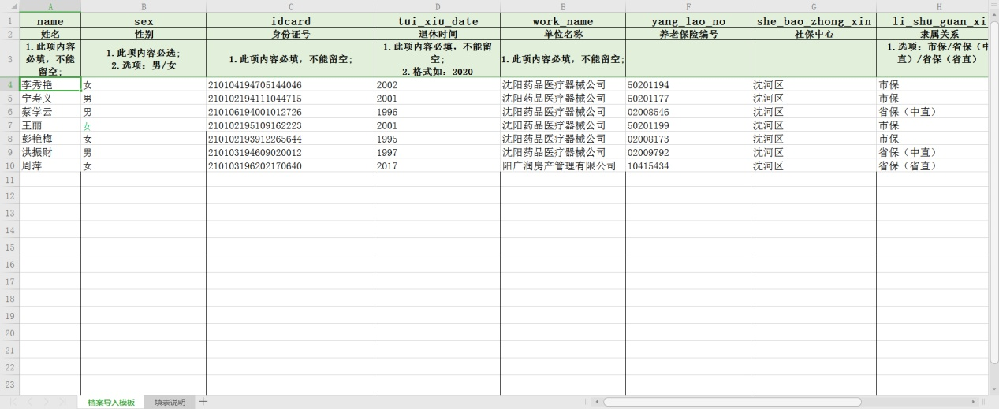 A B C D E F G H
1 name sex idcard tui_xiu_date work_name yang_lao_no she_bao_zhong_xin li_shu_guan_xi
2 姓名 性别 身份证号 退休时间 单位名称 养老保险编号 社保中心 隶属关系
3 1.此项内容必填，不能留空; 1.此项内容必选; 2.选项: 男/女 1.此项内容必填，不能留空; 1.此项内容必填，不能留空; 2.格式如: 2020 1.此项内容必填，不能留空; 1.选项: 市保/省保（中直）/省保（省直）
4 李秀艳 女 210104194705144046 2002 沈阳药品医疗器械公司 50201194 沈河区 市保
5 宁寿义 男 210102194111044715 2001 沈阳药品医疗器械公司 50201177 沈河区 市保
6 蔡学云 男 210106194001012726 1996 沈阳药品医疗器械公司 02008546 沈河区 省保（中直）
7 王丽 女 210102195109162223 2001 沈阳药品医疗器械公司 50201199 沈河区 市保
8 彭艳梅 女 210102193912265644 1995 沈阳药品医疗器械公司 02008173 沈河区 市保
9 洪振财 男 210103194609020012 1997 沈阳药品医疗器械公司 02009792 沈河区 省保（中直）
10 周萍 女 210103196202170640 2017 阳广润房产管理有限公司 10415434 沈河区 省保（省直）
11
12
13
14
15
16
17
18
19
20
21
22
23
档案导入模板 填表说明